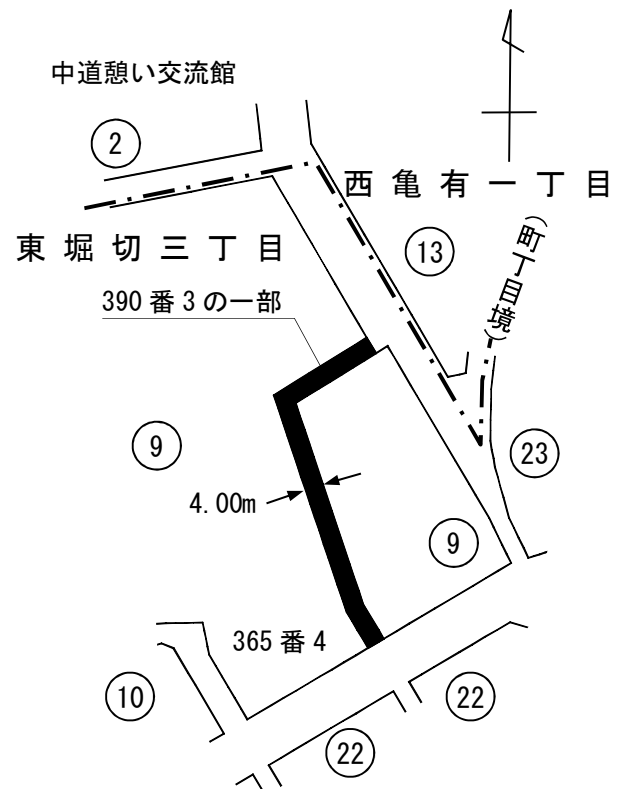 中道憩い交流館
2
西亀有一丁目
東堀切三丁目
13
（町丁目境）
390番3の一部
9
23
4.00m
9
365番4
10
22
22